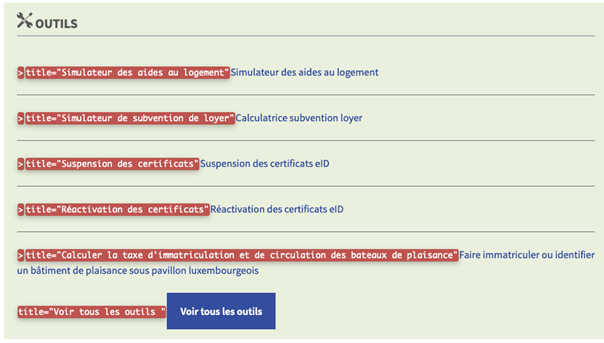 OUTILS
> title="Simulateur des aides au logement" Simulateur des aides au logement
> title="Simulateur de subvention de loyer" Calculatrice subvention loyer
> title="Suspension des certificats" Suspension des certificats eID
> title="Réactivation des certificats" Réactivation des certificats eID
> title="Calculer la taxe d'immatriculation et de circulation des bateaux de plaisance" Faire immatriculer ou identifier
un bâtiment de plaisance sous pavillon luxembourgeois
title="Voir tous les outils " Voir tous les outils